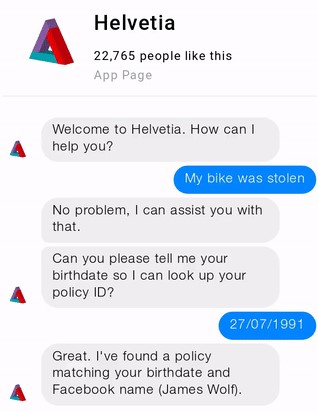 Helvetia
22,765 people like this
App Page
Welcome to Helvetia. How can I
help you?
My bike was stolen
No problem, I can assist you with
that.
Can you please tell me your
birthdate so I can look up your
policy ID?
27/07/1991
Great. I've found a policy
matching your birthdate and
Facebook name (James Wolf).